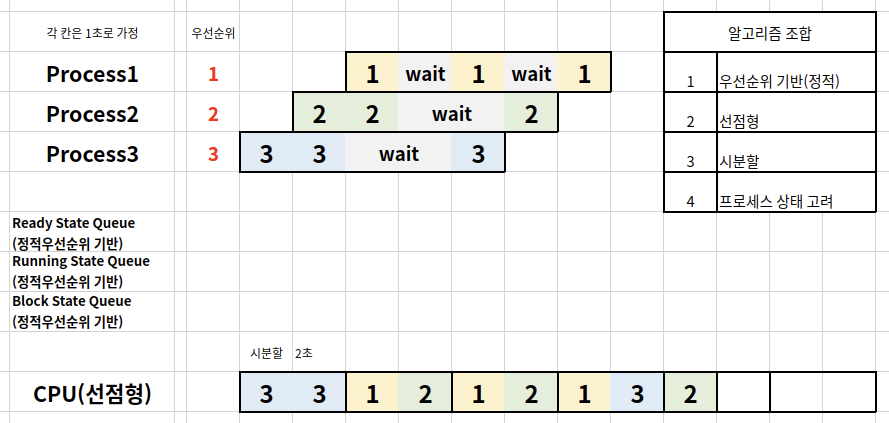 각 칸은 1초로 가정 우선순위 알고리즘 조합
Process1 1 1 wait 1 wait 1 1 우선순위 기반(정적)
Process2 2 2 2 wait 2 2 선점형
Process3 3 3 3 wait 3 3 시분할
4 프로세스 상태 고려
Ready State Queue
(정적우선순위 기반)
Running State Queue
(정적우선순위 기반)
Block State Queue
(정적우선순위 기반)
시분할 2초
CPU(선점형) 3 3 1 2 1 2 1 3 2